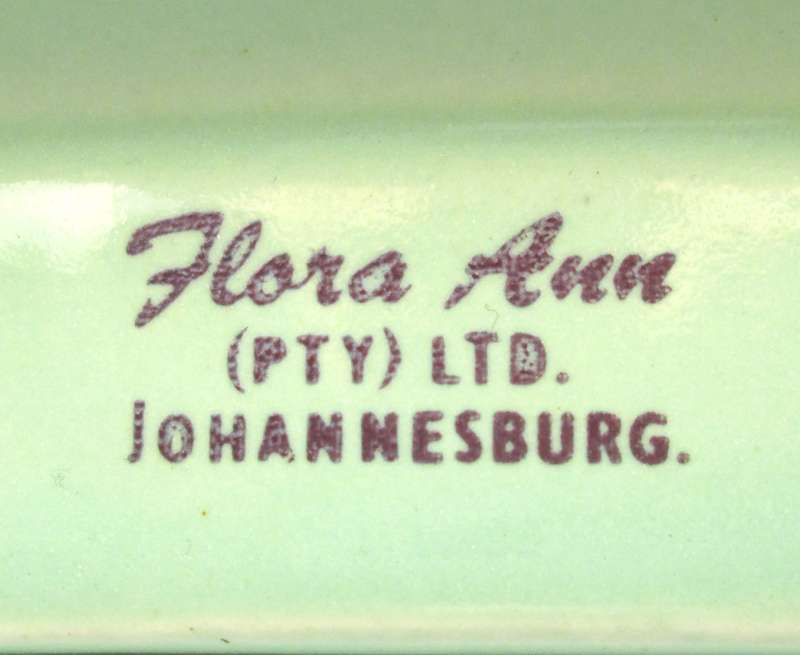 Flora Ann
(PTY) LTD.
JOHANNESBURG.